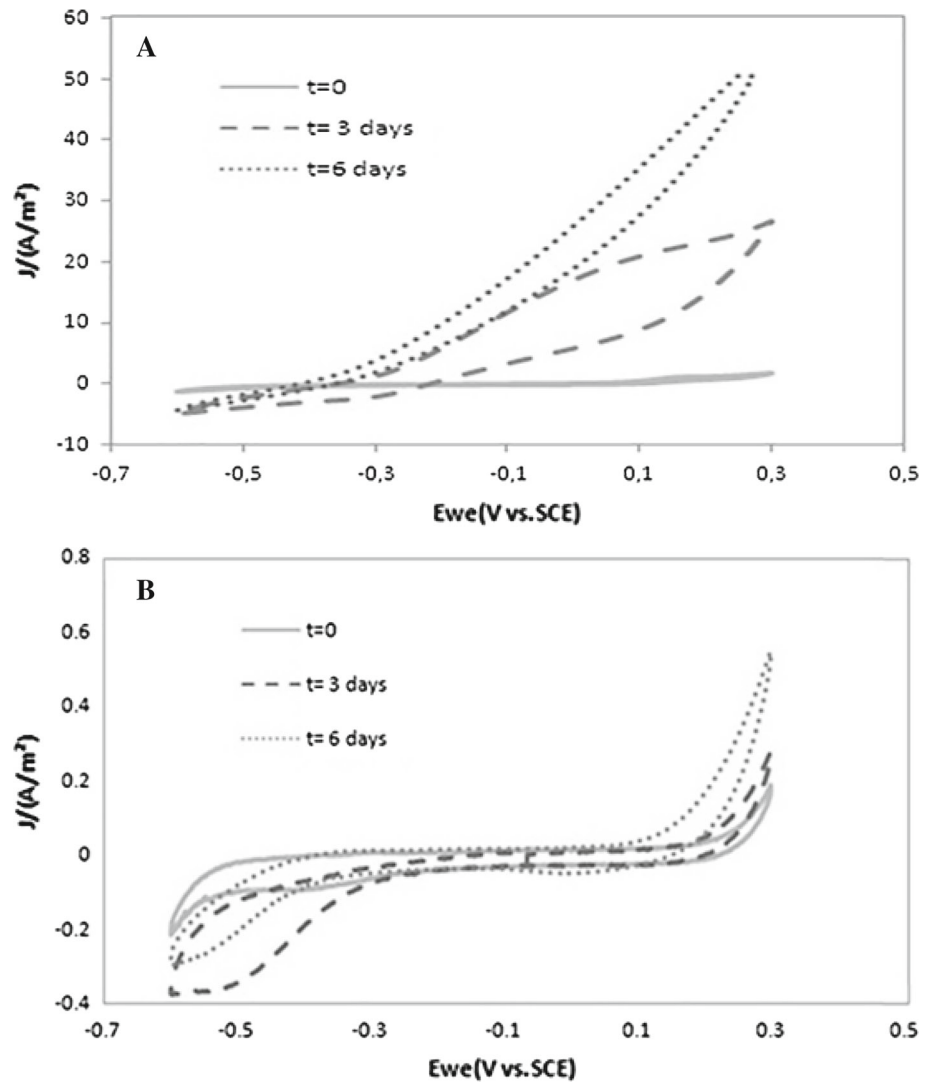 60
A
50
t=0
40
t= 3 days
t=6 days
30
J/(A/m²)
20
10
0
-10
-0,7
-0,5
-0,3
-0,1
0,1
0,3
0,5
Ewe(V vs.SCE)
0.8
B
0.6
t=0
t= 3 days
0.4
t= 6 days
J/(A/m²)
0.2
0
-0.2
-0.4
-0.7
-0.5
-0.3
-0.1
0.1
0.3
0.5
Ewe(V vs.SCE)